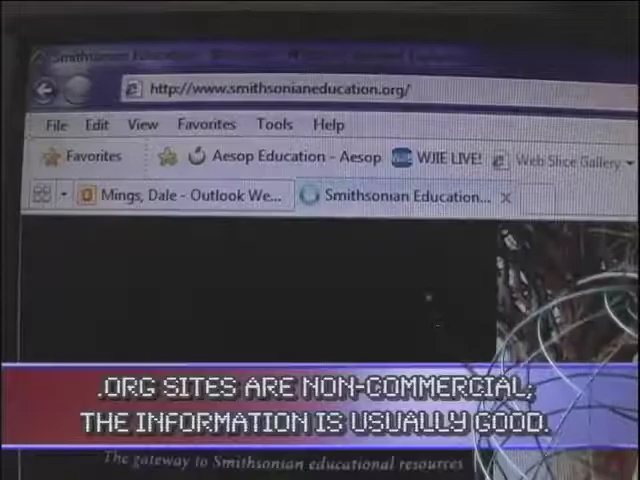 Smithsonian Education
http://www.smithsonianeducation.org/
File Edit View Favorites Tools Help
Favorites Aesop Education - Aesop WJIE LIVE! Web Slice Gallery
Mings, Dale - Outlook We... Smithsonian Education... X
.ORG SITES ARE NON-COMMERCIAL,
THE INFORMATION IS USUALLY GOOD.
The gateway to Smithsonian educational resources